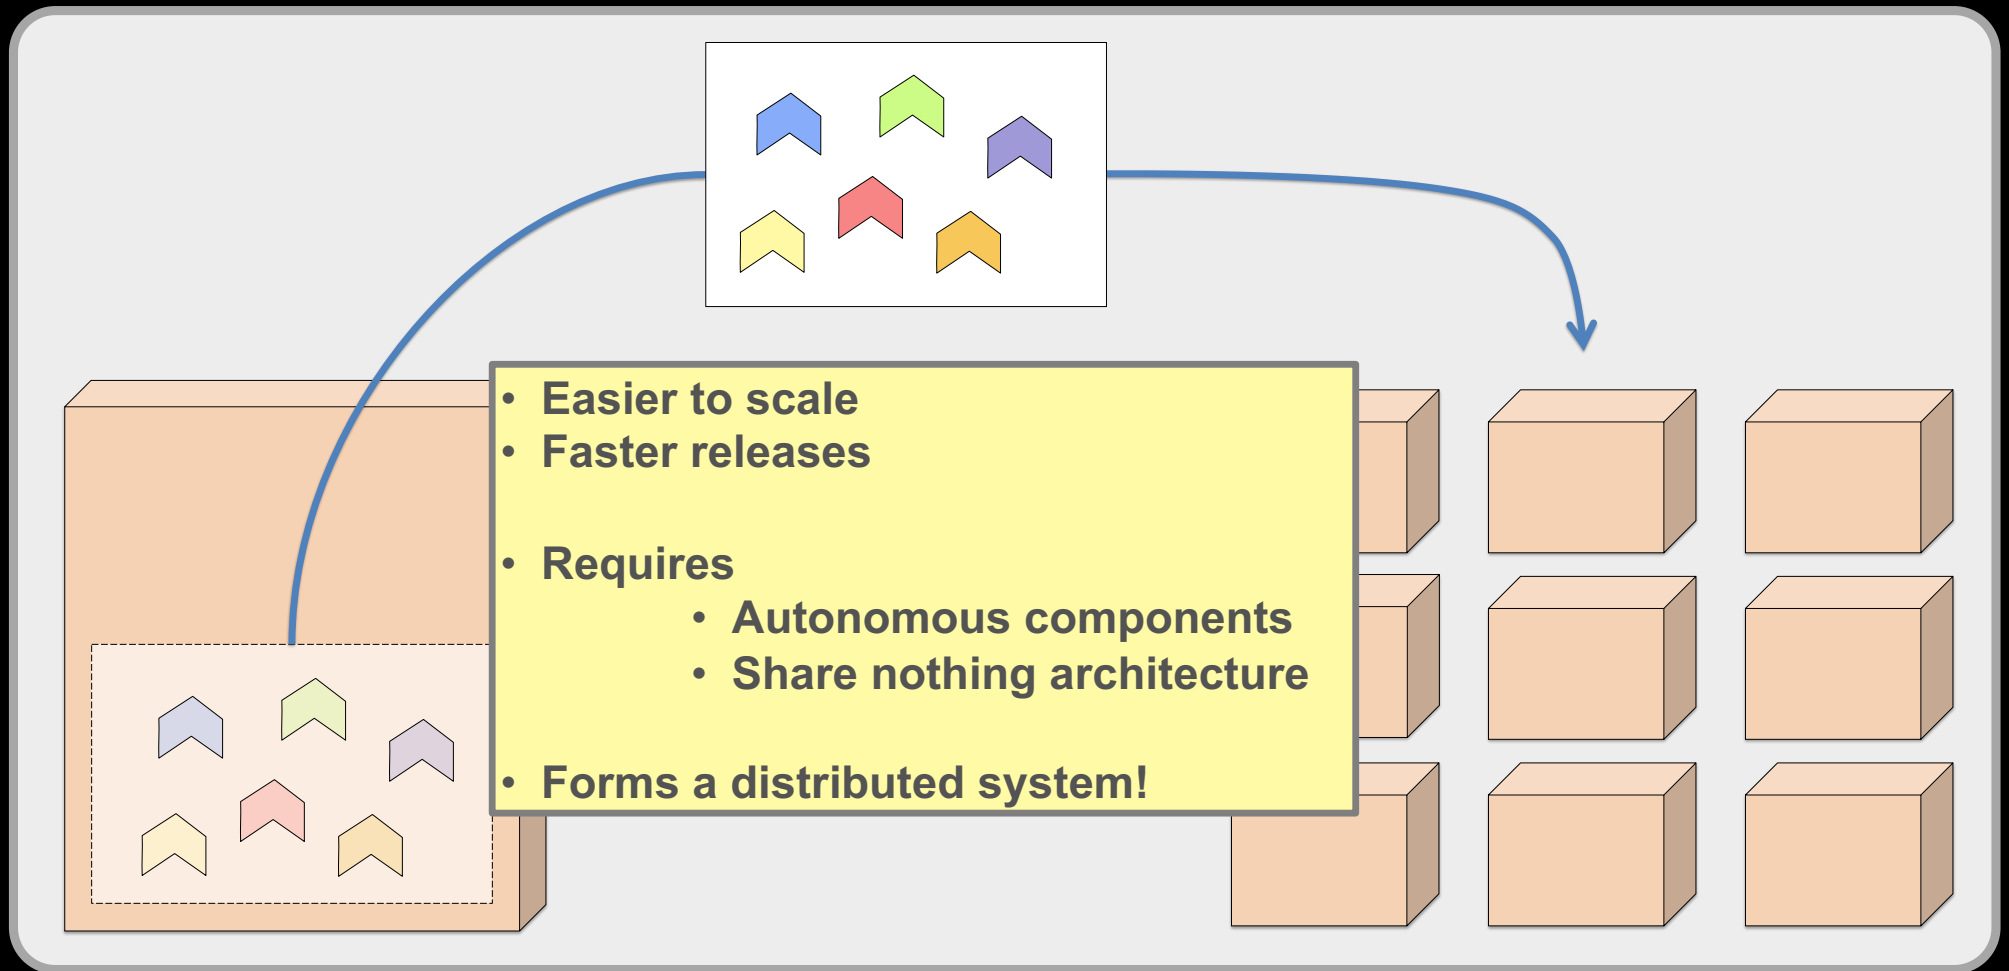 • Easier to scale
• Faster releases
• Requires
• Autonomous components
• Share nothing architecture
• Forms a distributed system!